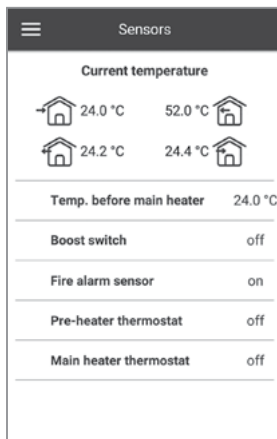 Sensors
Current temperature
24.0 °C 52.0 °C
24.2 °C 24.4 °C
Temp. before main heater 24.0 °C
Boost switch off
Fire alarm sensor on
Pre-heater thermostat off
Main heater thermostat off